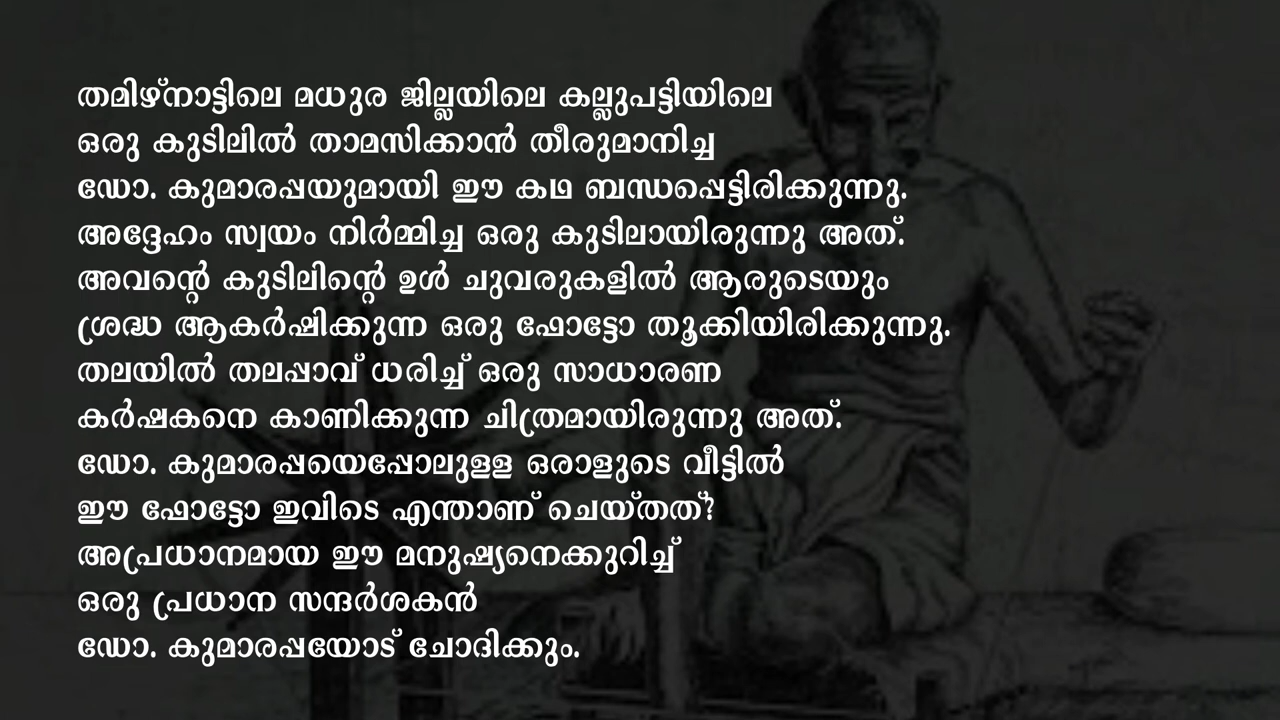 തമിഴ്നാട്ടിലെ മധുര ജില്ലയിലെ കല്ലുപട്ടിയിലെ
ഒരു കുടിലിൽ താമസിക്കാൻ തീരുമാനിച്ച
ഡോ. കുമാരപ്പയുമായി ഈ കഥ ബന്ധപ്പെട്ടിരിക്കുന്നു.
അദ്ദേഹം സ്വയം നിർമ്മിച്ച ഒരു കുടിലായിരുന്നു അത്.
അവന്റെ കുടിലിന്റെ ഉൾ ചുവരുകളിൽ ആരുടെയും
ശ്രദ്ധ ആകർഷിക്കുന്ന ഒരു ഫോട്ടോ തൂക്കിയിരിക്കുന്നു.
തലയിൽ തലപ്പാവ് ധരിച്ച് ഒരു സാധാരണ
കർഷകനെ കാണിക്കുന്ന ചിത്രമായിരുന്നു അത്.
ഡോ. കുമാരപ്പയെപ്പോലുളള ഒരാളുടെ വീട്ടിൽ
ഈ ഫോട്ടോ ഇവിടെ എന്താണ് ചെയ്തത്?
അപ്രധാനമായ ഈ മനുഷ്യനെക്കുറിച്ച്
ഒരു പ്രധാന സന്ദർശകൻ
ഡോ. കുമാരപ്പയോട് ചോദിക്കും.